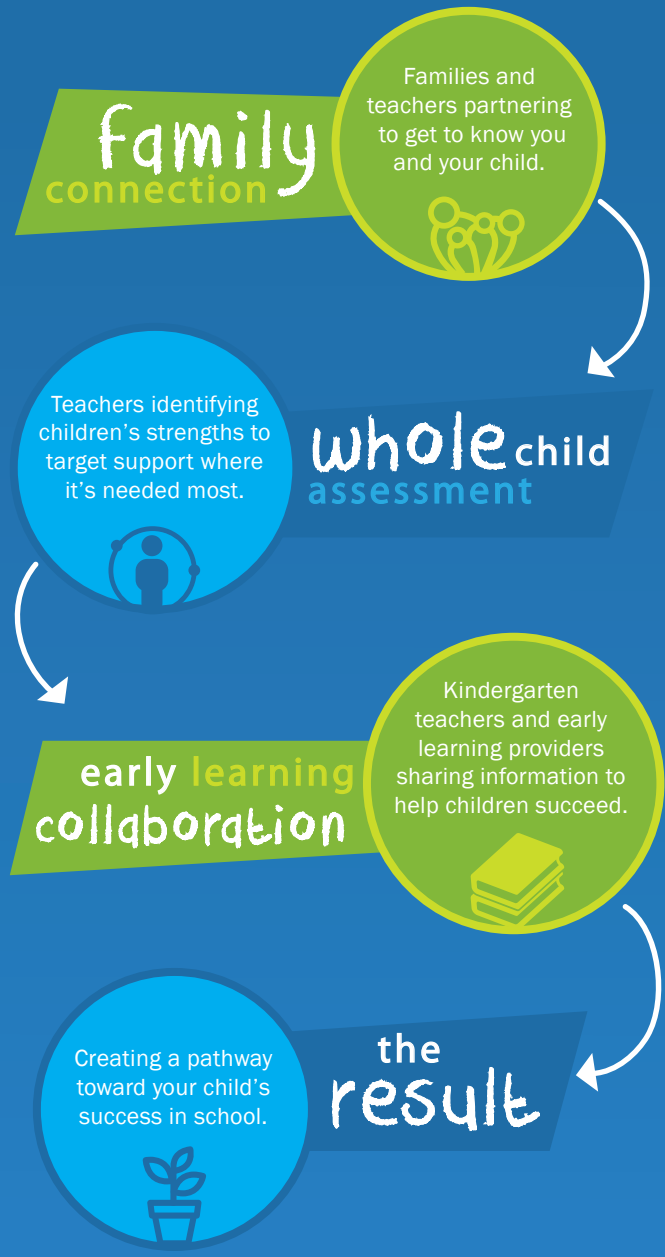 family
connection
Families and
teachers partnering
to get to know you
and your child.
Teachers identifying
children’s strengths to
target support where
it’s needed most.
whole child
assessment
early learning
collaboration
Kindergarten
teachers and early
learning providers
sharing information to
help children succeed.
Creating a pathway
toward your child’s
success in school.
the
result